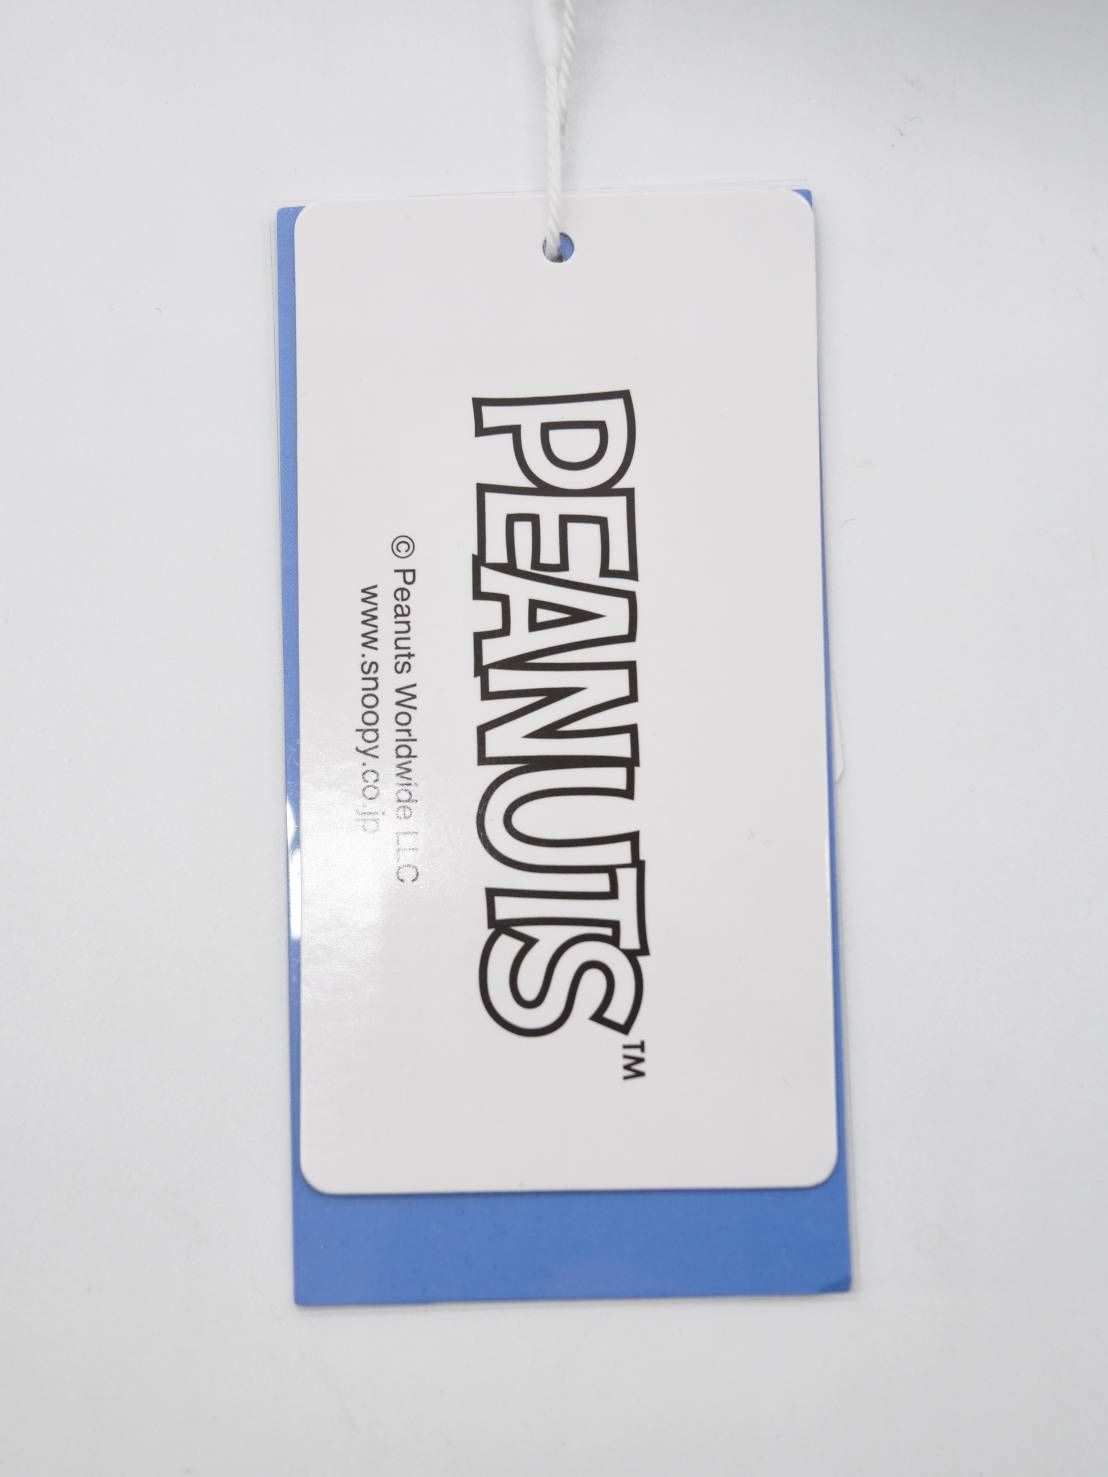 PEANUTS™
© Peanuts Worldwide LLC
www.snoopy.co.jp